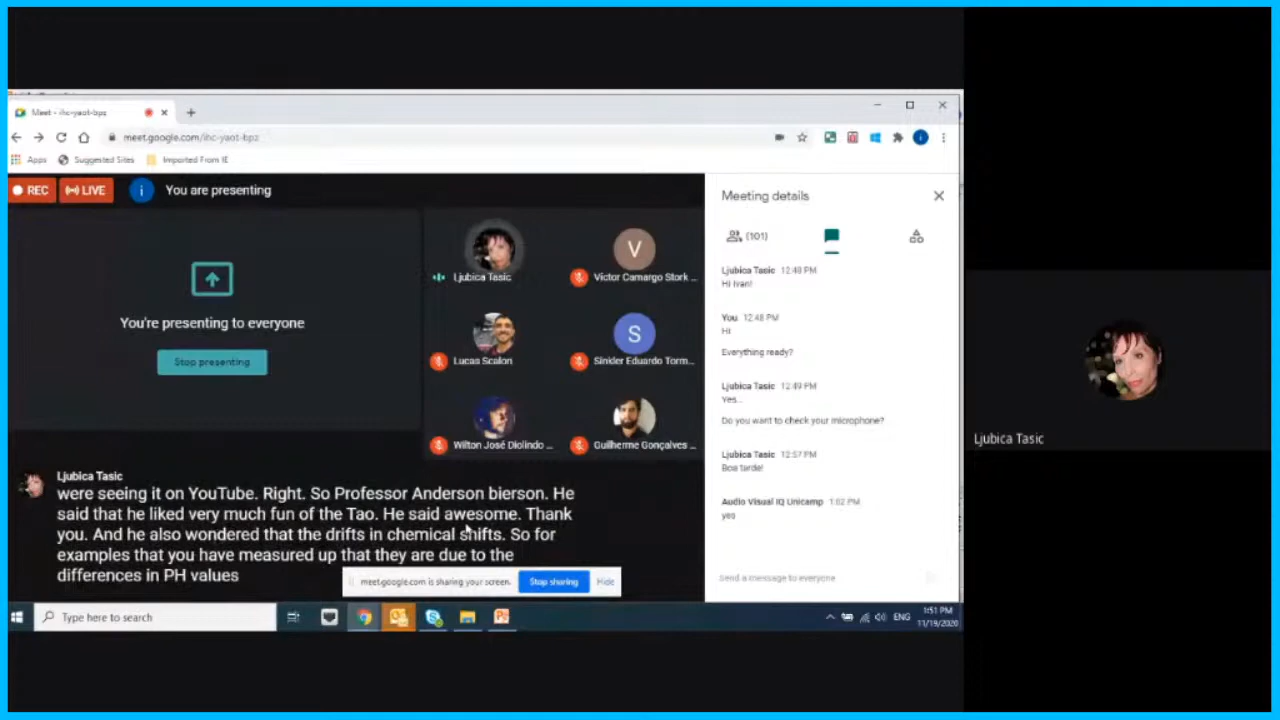 Meet - ihc-yaot-bpz
meet.google.com/ihc-yaot-bpz
Apps
Suggested Sites
Imported From IE
REC
LIVE
You are presenting
You're presenting to everyone
Stop presenting
Ljubica Tasic
Victor Camargo Stork ...
Lucas Scalon
S
Sinkler Eduardo Torm...
V
Wilton José Diolindo ...
Guilherme Gonçalves ...
Ljubica Tasic
were seeing it on YouTube. Right. So Professor Anderson bierson. He
said that he liked very much fun of the Tao. He said awesome. Thank
you. And he also wondered that the drifts in chemical shifts. So for
examples that you have measured up that they are due to the
differences in PH values
meet.google.com is sharing your screen.
Stop sharing
Hide
Meeting details
(101)
Ljubica Tasic 12:48 PM
Hi Ivan!
You 12:48 PM
Hi
Everything ready?
Ljubica Tasic 12:49 PM
Yes...
Do you want to check your microphone?
Ljubica Tasic 12:57 PM
Boa tarde!
Audio Visual IQ Unicamp 1:02 PM
yes
Send a message to everyone
Type here to search
ENG
1:51 PM
11/19/2020
Ljubica Tasic